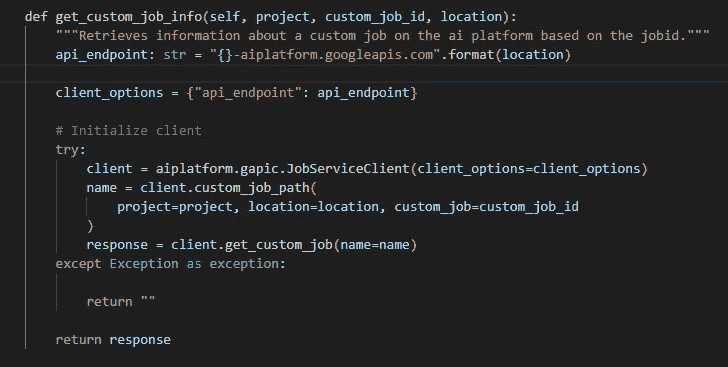 def get_custom_job_info(self, project, custom_job_id, location):
    """Retrieves information about a custom job on the ai platform based on the jobid."""
    api_endpoint: str = "{}-aiplatform.googleapis.com".format(location)
    client_options = {"api_endpoint": api_endpoint}
    # Initialize client
    try:
        client = aiplatform.gapic.JobServiceClient(client_options=client_options)
        name = client.custom_job_path(
            project=project, location=location, custom_job=custom_job_id
        )
        response = client.get_custom_job(name=name)
    except Exception as exception:
        return ""
    return response